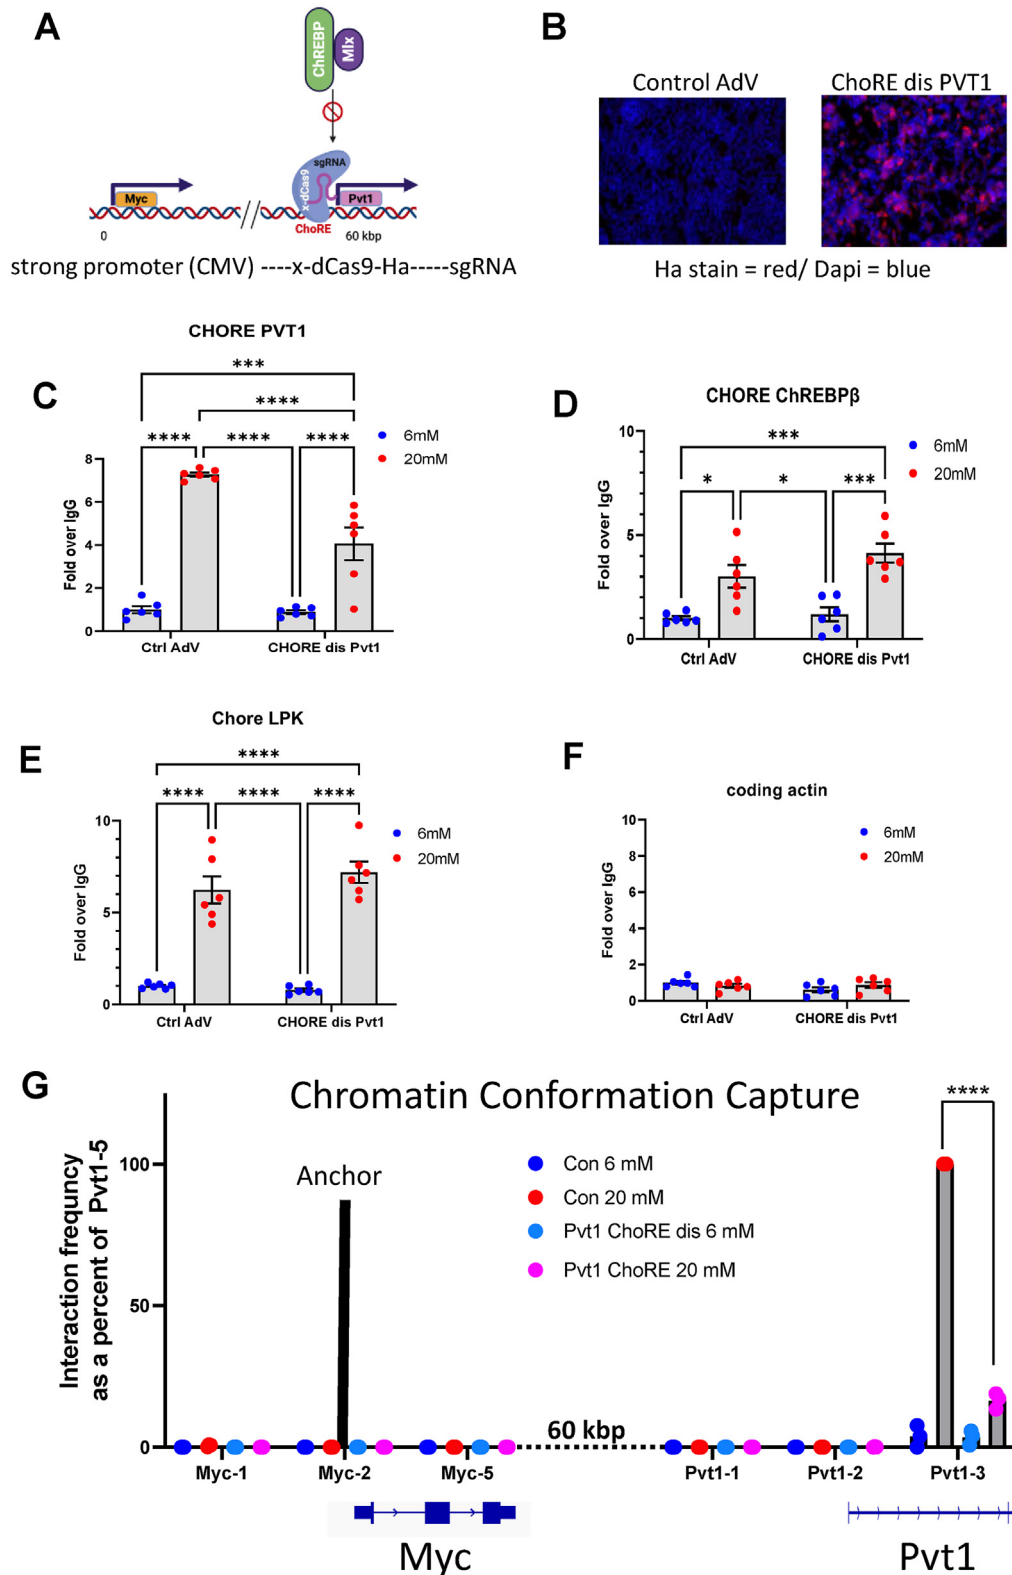 A
ChREBP
Mlx
sgRNA
x-dCas9
Myc
Pvt1
ChoRE
0
60 kbp
strong promoter (CMV) ----x-dCas9-Ha-----sgRNA
B
Control AdV
ChoRE dis PVT1
Ha stain = red/ Dapi = blue
C
CHORE PVT1
***
****
**** **** ****
6mM
20mM
Fold over IgG
8
6
4
2
0
Ctrl AdV
CHORE dis Pvt1
D
CHORE ChREBPβ
***
* * ***
6mM
20mM
Fold over IgG
10
5
0
Ctrl AdV
CHORE dis Pvt1
E
Chore LPK
****
**** **** ****
6mM
20mM
Fold over IgG
10
5
0
Ctrl AdV
CHORE dis Pvt1
F
coding actin
6mM
20mM
Fold over IgG
10
8
6
4
2
0
Ctrl AdV
CHORE dis Pvt1
G
Chromatin Conformation Capture
****
Interaction frequncy
as a percent of Pvt1-5
100
50
0
Anchor
Con 6 mM
Con 20 mM
Pvt1 ChoRE dis 6 mM
Pvt1 ChoRE 20 mM
60 kbp
Myc-1
Myc-2
Myc-5
Pvt1-1
Pvt1-2
Pvt1-3
Myc
Pvt1